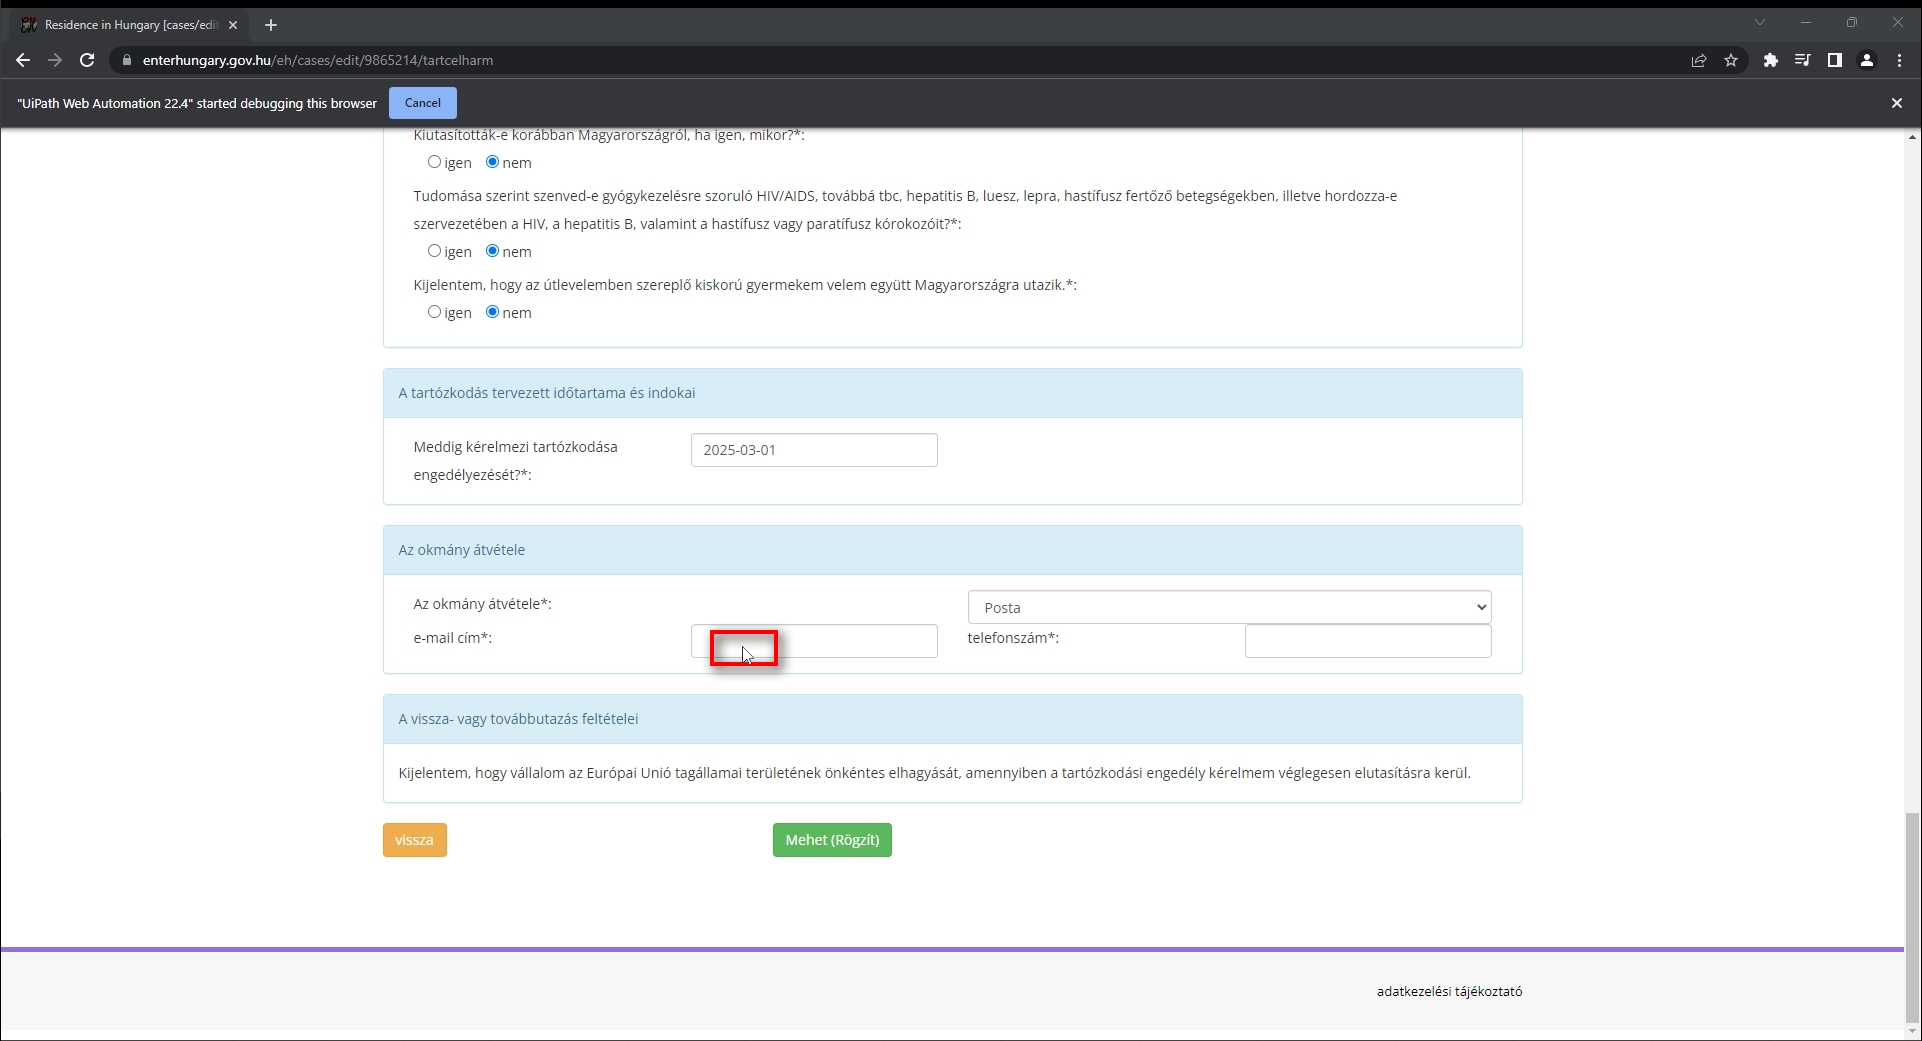 Residence in Hungary [cases/edit
enterhungary.gov.hu/eh/cases/edit/9865214/tartcelharm
"UiPath Web Automation 22.4" started debugging this browser
Cancel
Kiutasították-e korábban Magyarországról, ha igen, mikor?*:
igen nem
Tudomása szerint szenved-e gyógykezelésre szoruló HIV/AIDS, továbbá tbc, hepatitis B, luesz, lepra, hastífusz fertőző betegségekben, illetve hordozza-e
szervezetében a HIV, a hepatitis B, valamint a hastífusz vagy paratífusz kórokozóit?*:
igen nem
Kijelentem, hogy az útlevelemben szereplő kiskorú gyermekem velem együtt Magyarországra utazik.*:
igen nem
A tartózkodás tervezett időtartama és indokai
Meddig kérelmezi tartózkodása 2025-03-01
engedélyezését?*:
Az okmány átvétele
Az okmány átvétele*: Posta
e-mail cím*: telefonszám*:
A vissza- vagy továbbutazás feltételei
Kijelentem, hogy vállalom az Európai Unió tagállamai területének önkéntes elhagyását, amennyiben a tartózkodási engedély kérelmem véglegesen elutasításra kerül.
vissza Mehet (Rögzít)
adatkezelési tájékoztató